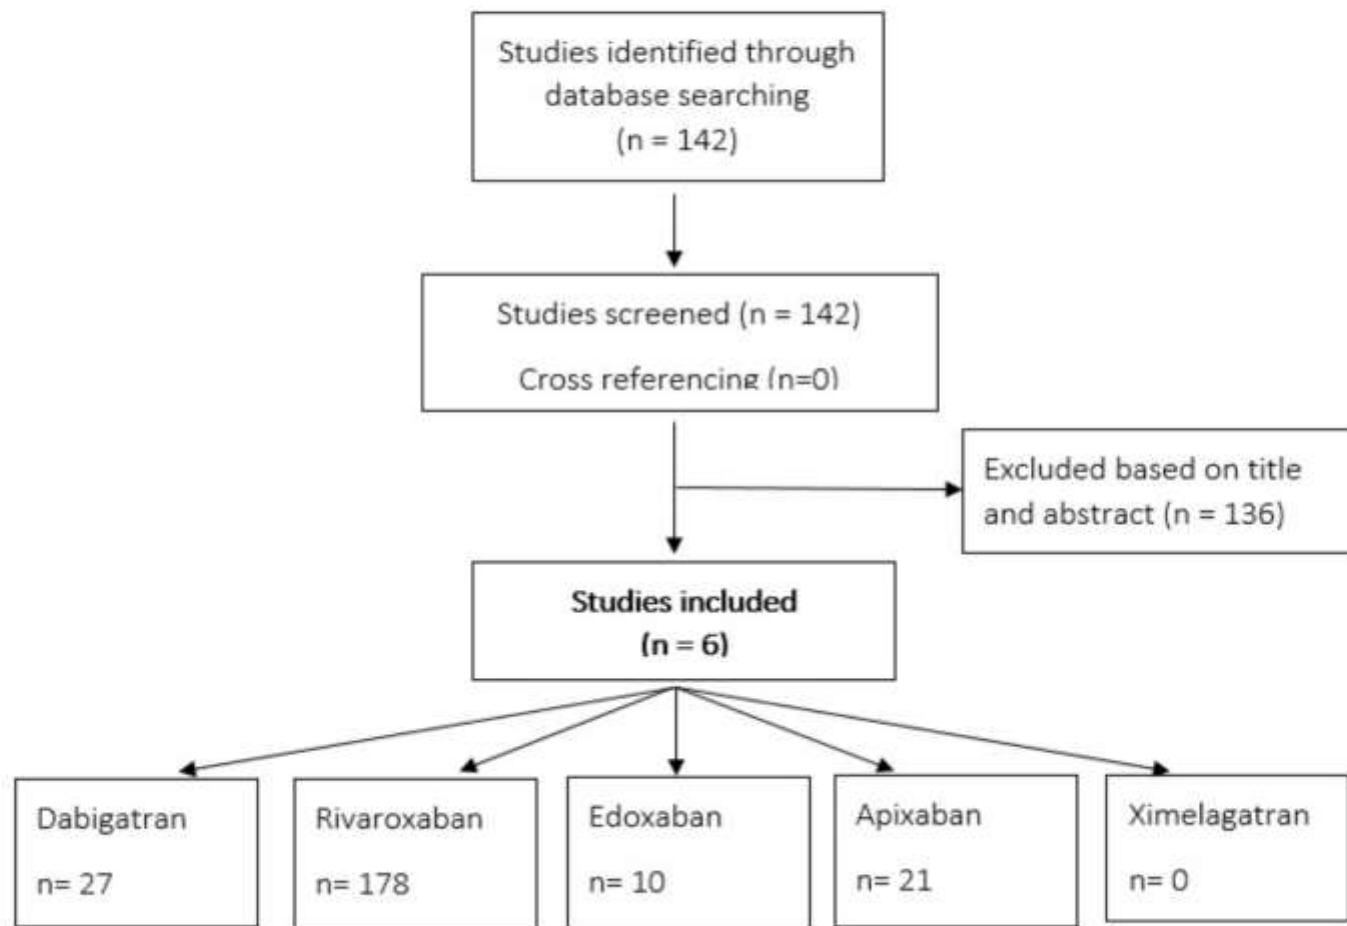 Studies identified through
database searching
(n = 142)
Studies screened (n = 142)
Cross referencing (n=0)
Excluded based on title
and abstract (n = 136)
Studies included
(n = 6)
Dabigatran
n= 27
Rivaroxaban
n= 178
Edoxaban
n= 10
Apixaban
n= 21
Ximelagatran
n= 0